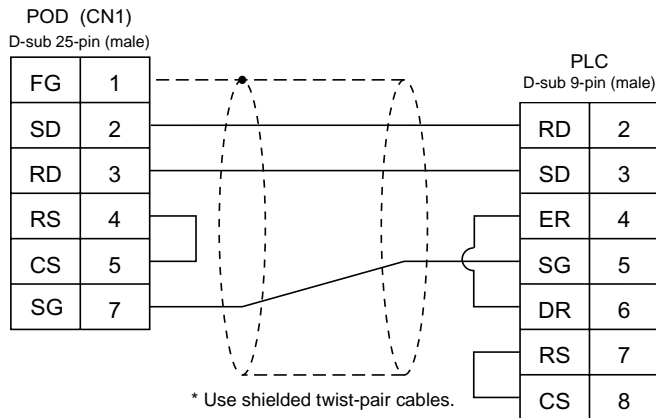 POD (CN1)
D-sub 25-pin (male)
FG 1
SD 2
RD 3
RS 4
CS 5
SG 7
PLC
D-sub 9-pin (male)
RD 2
SD 3
ER 4
SG 5
DR 6
RS 7
CS 8
* Use shielded twist-pair cables.